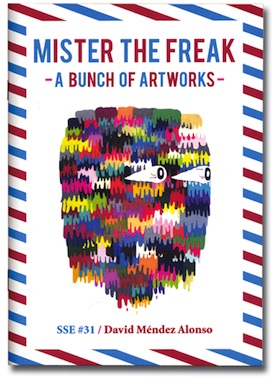 MISTER THE FREAK
- A BUNCH OF ARTWORKS -
SSE #31 / David Méndez Alonso